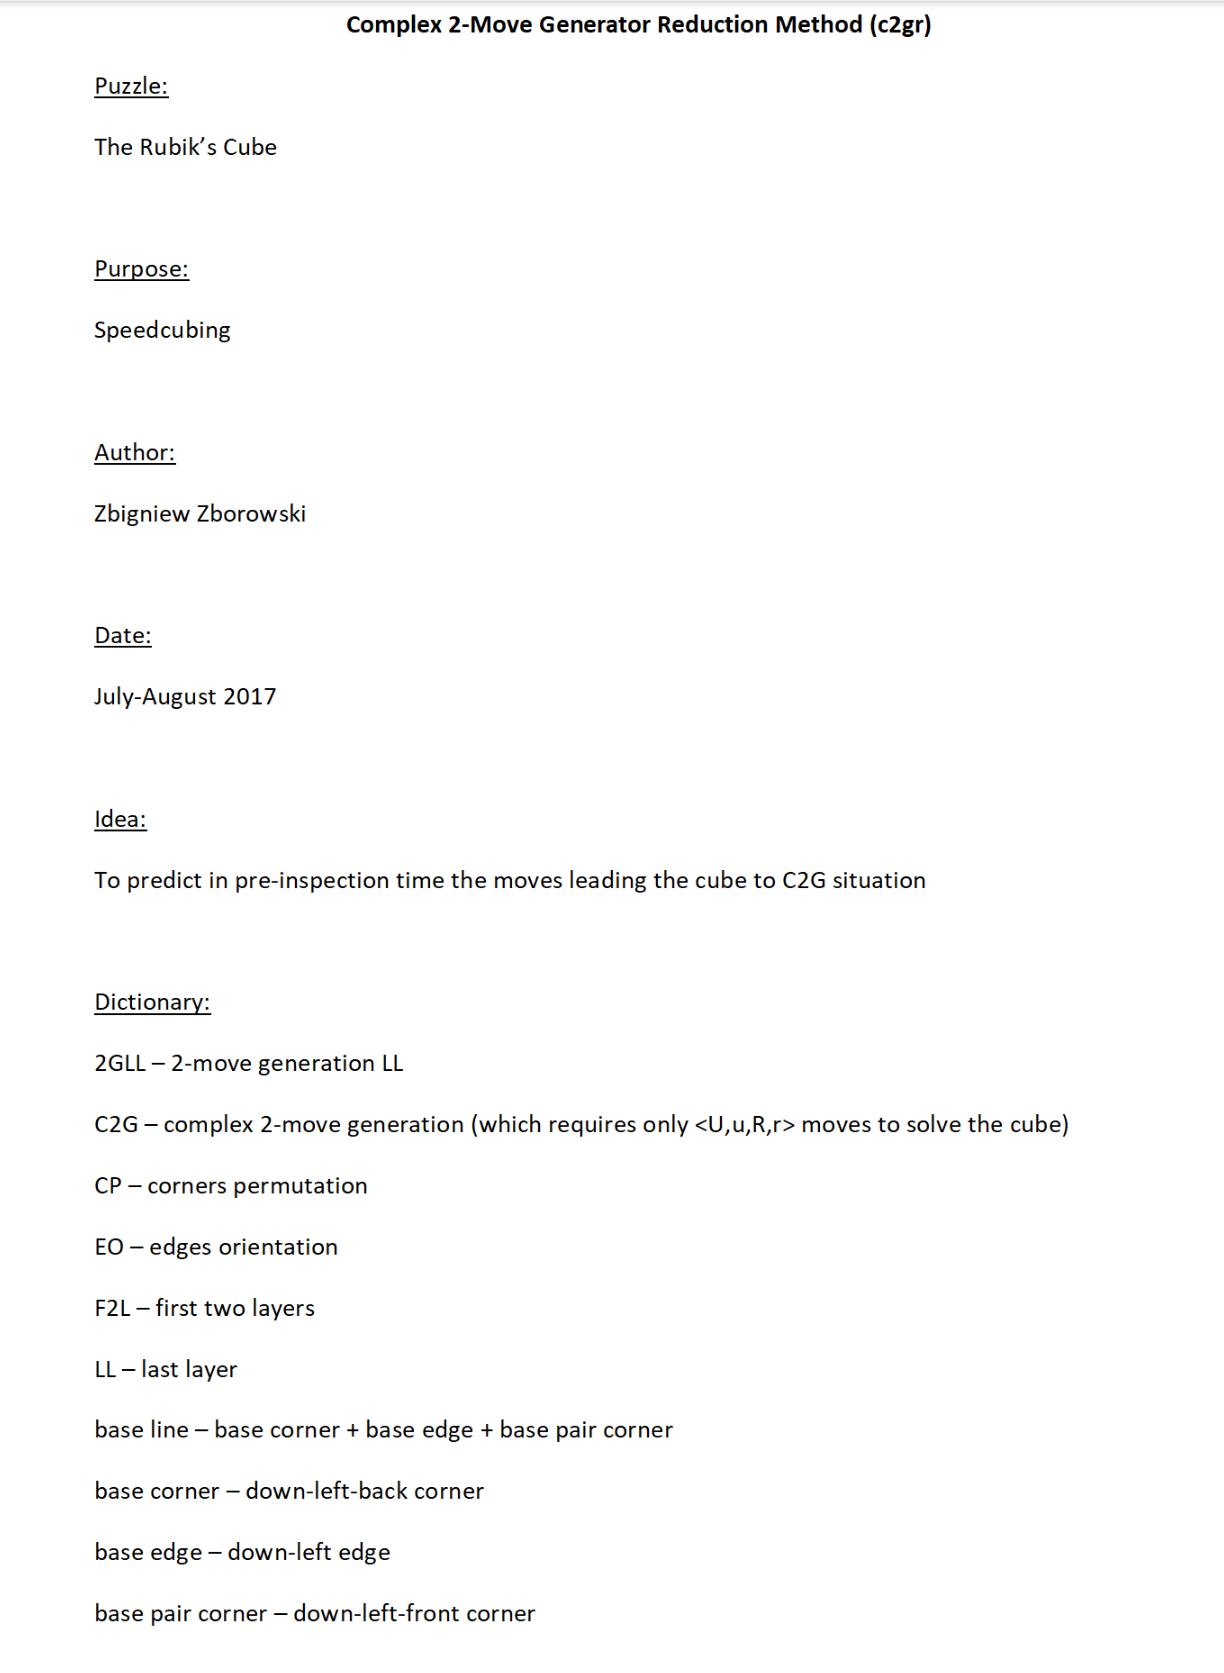 Complex 2-Move Generator Reduction Method (c2gr)
Puzzle:
The Rubik’s Cube
Purpose:
Speedcubing
Author:
Zbigniew Zborowski
Date:
July-August 2017
Idea:
To predict in pre-inspection time the moves leading the cube to C2G situation
Dictionary:
2GLL – 2-move generation LL
C2G – complex 2-move generation (which requires only <U,u,R,r> moves to solve the cube)
CP – corners permutation
EO – edges orientation
F2L – first two layers
LL – last layer
base line – base corner + base edge + base pair corner
base corner – down-left-back corner
base edge – down-left edge
base pair corner – down-left-front corner